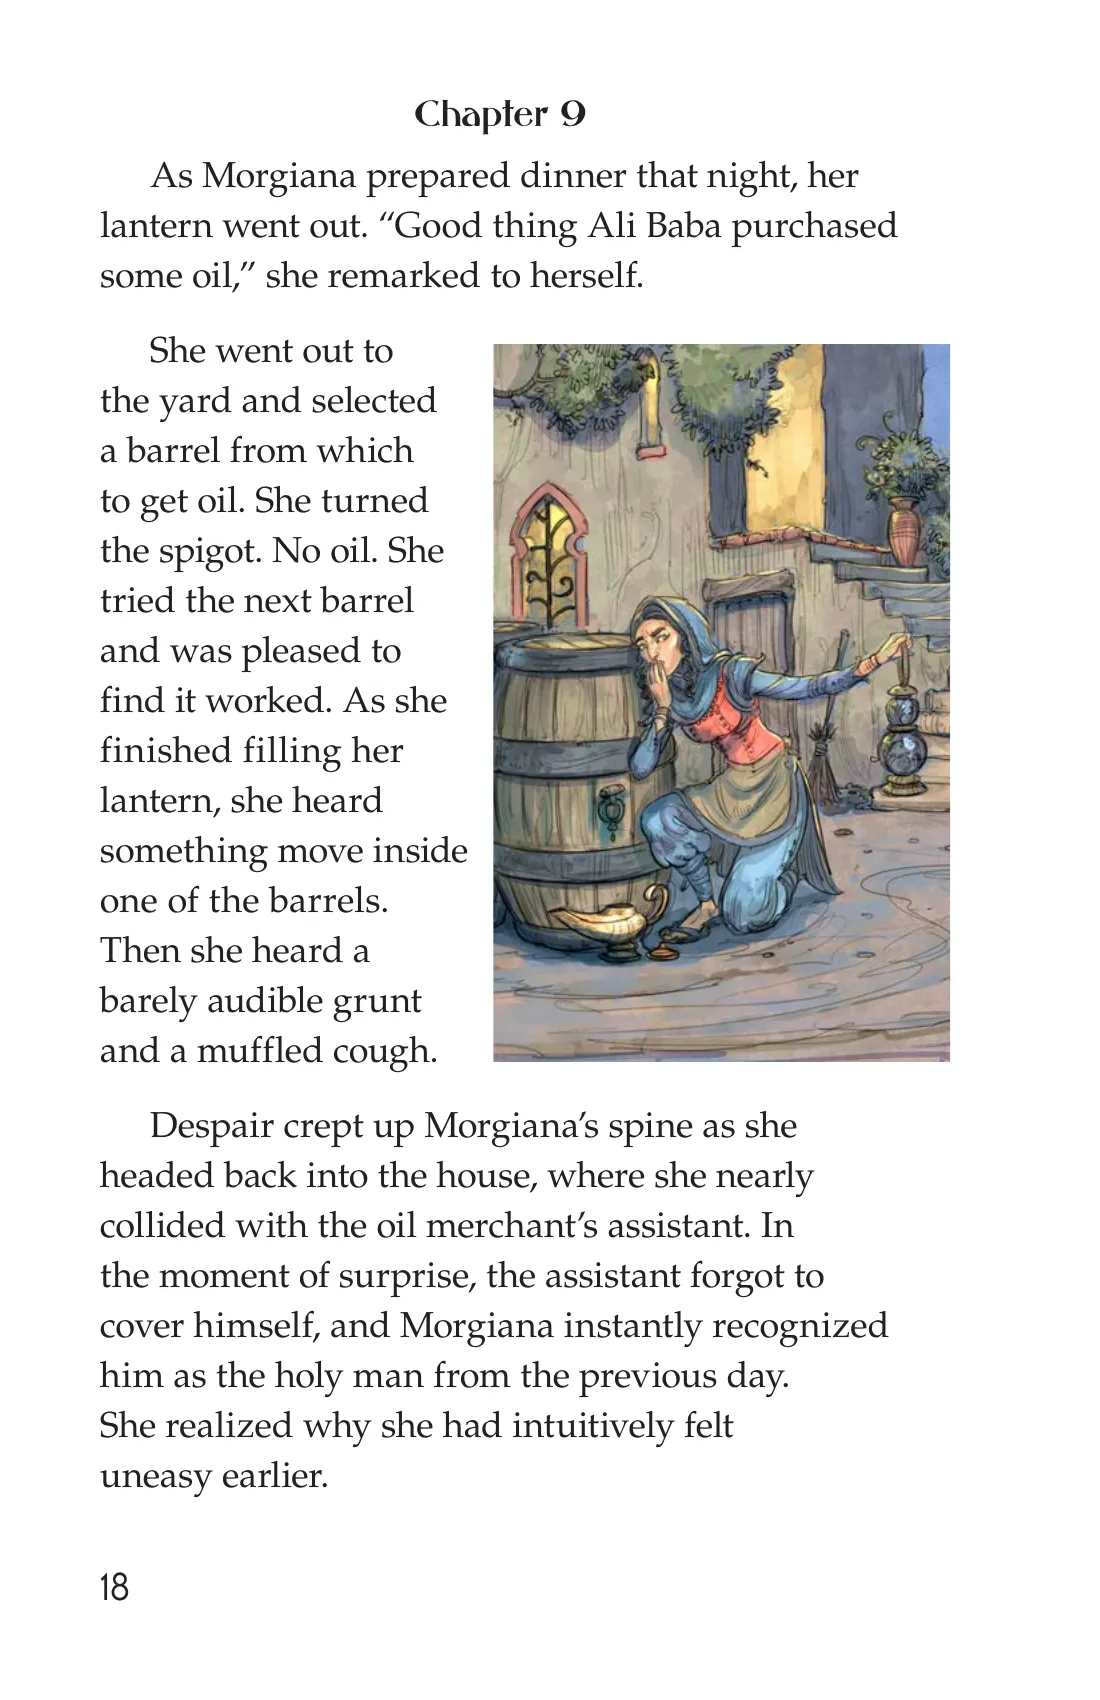 Chapter 9
As Morgiana prepared dinner that night, her
lantern went out. “Good thing Ali Baba purchased
some oil,” she remarked to herself.
She went out to
the yard and selected
a barrel from which
to get oil. She turned
the spigot. No oil. She
tried the next barrel
and was pleased to
find it worked. As she
finished filling her
lantern, she heard
something move inside
one of the barrels.
Then she heard a
barely audible grunt
and a muffled cough.
Despair crept up Morgiana’s spine as she
headed back into the house, where she nearly
collided with the oil merchant’s assistant. In
the moment of surprise, the assistant forgot to
cover himself, and Morgiana instantly recognized
him as the holy man from the previous day.
She realized why she had intuitively felt
uneasy earlier.
18